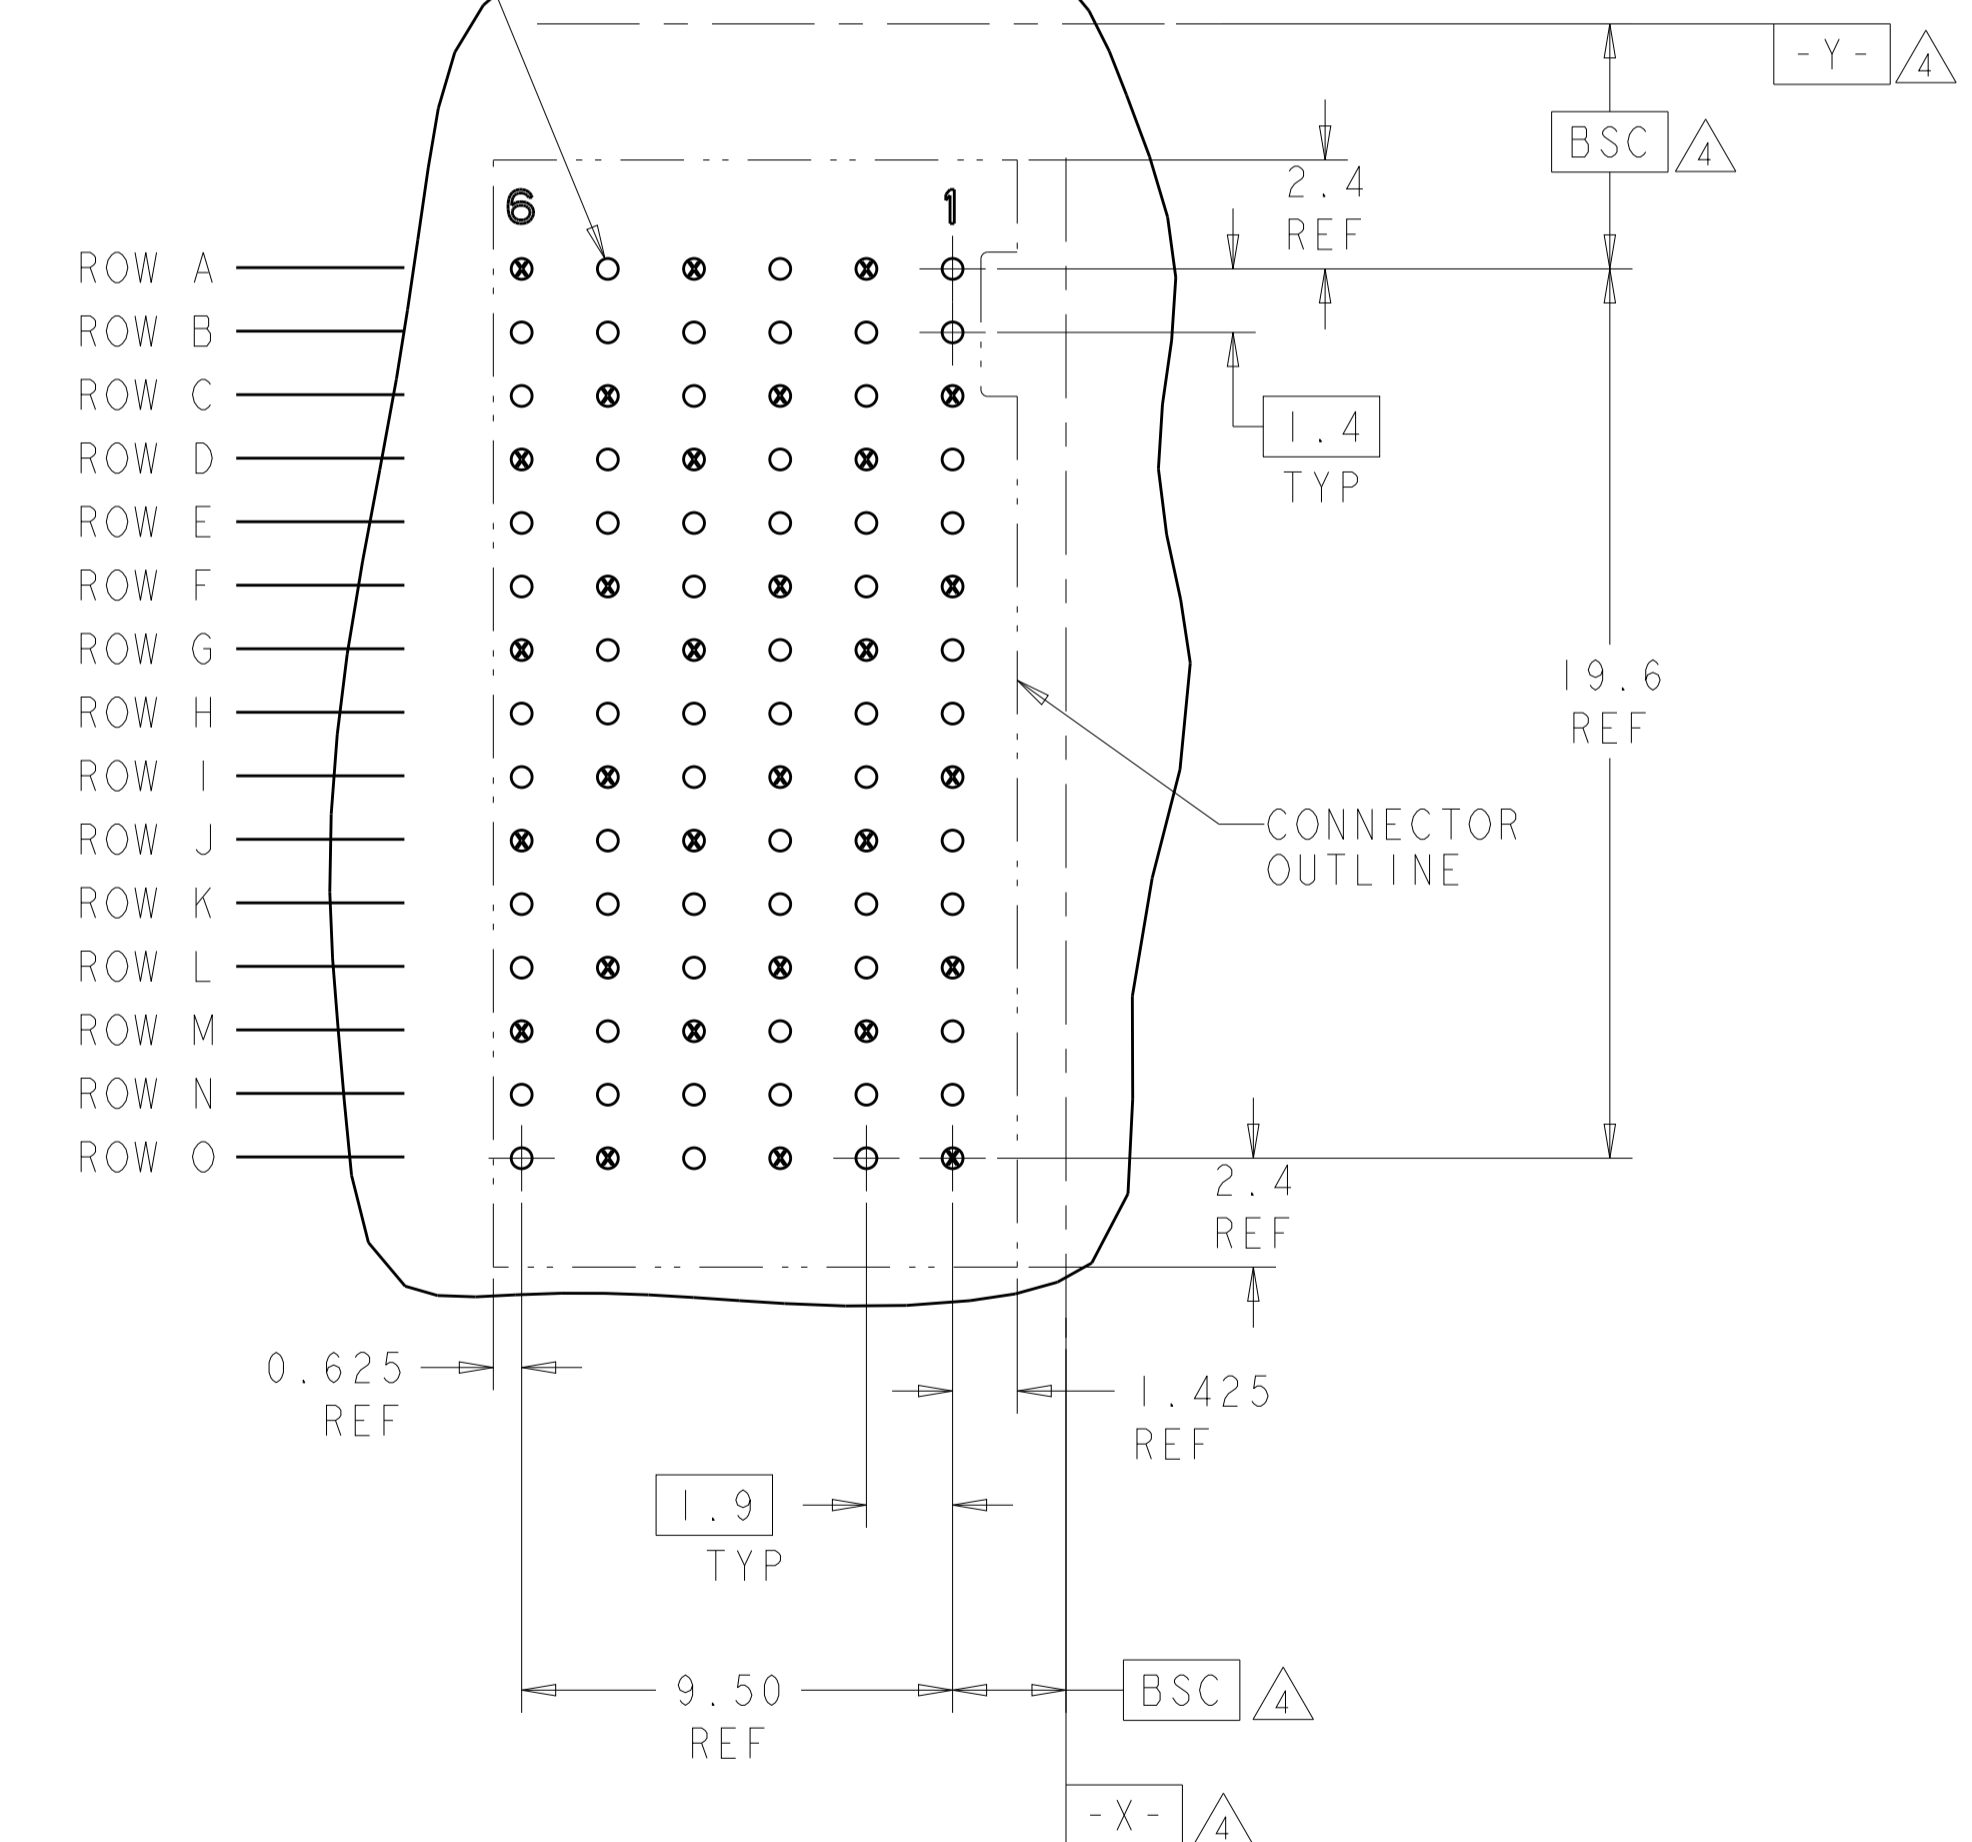 -Y- 4
BSC 4
2.4
REF
6 1
ROW A
ROW B
ROW C
1.4
TYP
ROW D
ROW E
ROW F
ROW G
19.6
REF
ROW H
ROW I
CONNECTOR
OUTLINE
ROW J
ROW K
ROW L
ROW M
ROW N
ROW O
2.4
REF
0.625
REF
1.425
REF
1.9
TYP
9.50
REF
BSC 4
-X- 4